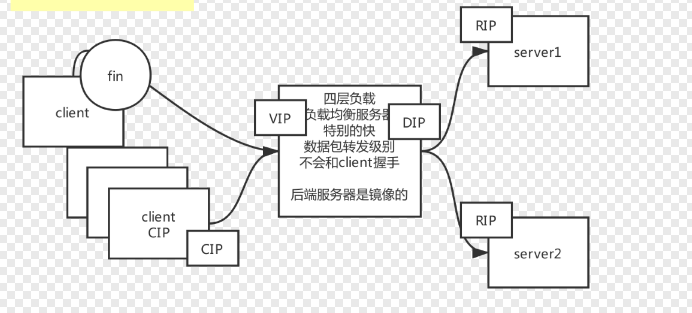 fin
client
client
CIP
CIP
VIP
四层负载
负载均衡服务器
特别的快
数据包转发级别
不会和client握手
后端服务器是镜像的
DIP
RIP
server1
RIP
server2